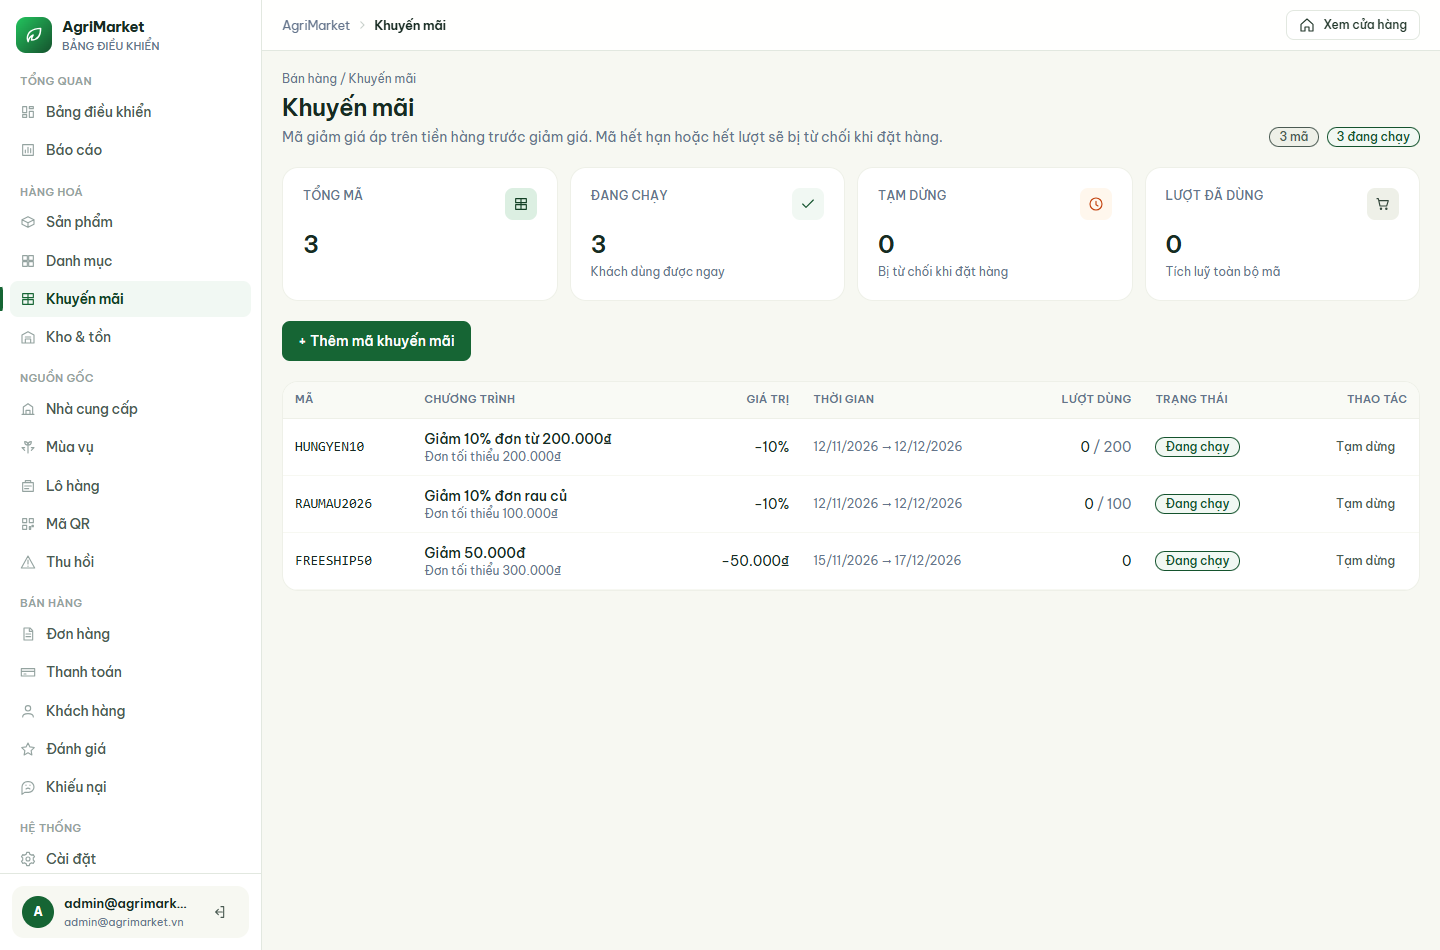 AgriMarket
BẢNG ĐIỀU KHIỂN
TỔNG QUAN
Bảng điều khiển
Báo cáo
HÀNG HOÁ
Sản phẩm
Danh mục
Khuyến mãi
Kho & tồn
NGUỒN GỐC
Nhà cung cấp
Mùa vụ
Lô hàng
Mã QR
Thu hồi
BÁN HÀNG
Đơn hàng
Thanh toán
Khách hàng
Đánh giá
Khiếu nại
HỆ THỐNG
Cài đặt
A
admin@agrimark...
admin@agrimarket.vn
AgriMarket > Khuyến mãi
Xem cửa hàng
Bán hàng / Khuyến mãi
Khuyến mãi
Mã giảm giá áp trên tiền hàng trước giảm giá. Mã hết hạn hoặc hết lượt sẽ bị từ chối khi đặt hàng.
3 mã 3 đang chạy
TỔNG MÃ
3
ĐANG CHẠY
3
Khách dùng được ngay
TẠM DỪNG
0
Bị từ chối khi đặt hàng
LƯỢT ĐÃ DÙNG
0
Tích luỹ toàn bộ mã
+ Thêm mã khuyến mãi
MÃ CHƯƠNG TRÌNH GIÁ TRỊ THỜI GIAN LƯỢT DÙNG TRẠNG THÁI THAO TÁC
HUNGYEN10 Giảm 10% đơn từ 200.000₫ −10% 12/11/2026 → 12/12/2026 0 / 200 Đang chạy Tạm dừng
Đơn tối thiểu 200.000₫
RAUMAU2026 Giảm 10% đơn rau củ −10% 12/11/2026 → 12/12/2026 0 / 100 Đang chạy Tạm dừng
Đơn tối thiểu 100.000₫
FREESHIP50 Giảm 50.000đ −50.000₫ 15/11/2026 → 17/12/2026 0 Đang chạy Tạm dừng
Đơn tối thiểu 300.000₫